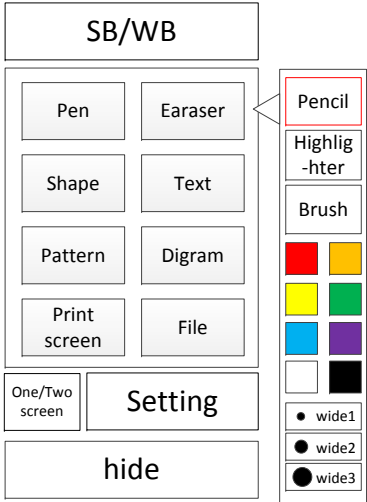 SB/WB
Pen
Earaser
Shape
Text
Pattern
Digram
Print
screen
File
One/Two
screen
Setting
hide
Pencil
Highlig
-hter
Brush
wide1
wide2
wide3